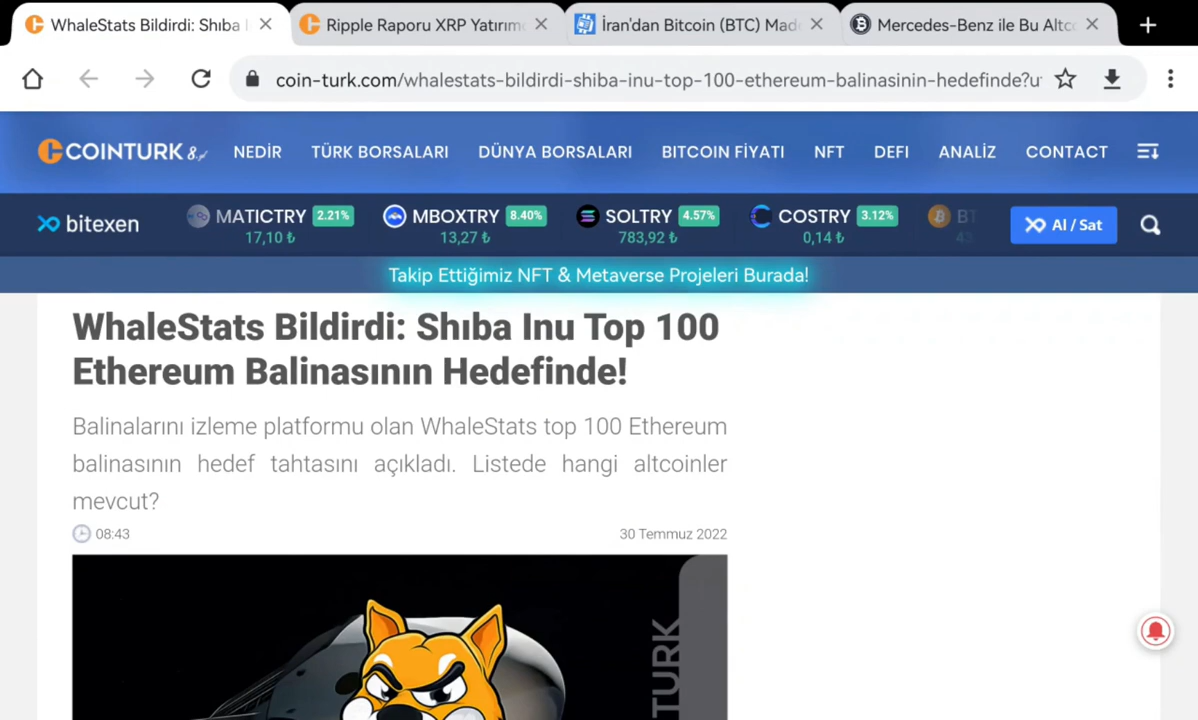 WhaleStats Bildirdi: Shıba
Ripple Raporu XRP Yatırım
İran'dan Bitcoin (BTC) Mad
Mercedes-Benz ile Bu Altc
coin-turk.com/whalestats-bildirdi-shiba-inu-top-100-ethereum-balinasinin-hedefinde?u
COINTURK
NEDİR
TÜRK BORSALARI
DÜNYA BORSALARI
BITCOIN FİYATI
NFT
DEFI
ANALİZ
CONTACT
bitexen
MATICTRY 2.21%
17,10 ₺
MBOXTRY 8.40%
13,27 ₺
SOLTRY 4.57%
783,92 ₺
COSTRY 3.12%
0,14 ₺
BT
43
Al / Sat
Takip Ettiğimiz NFT & Metaverse Projeleri Burada!
WhaleStats Bildirdi: Shıba Inu Top 100
Ethereum Balinasının Hedefinde!
Balinalarını izleme platformu olan WhaleStats top 100 Ethereum
balinasının hedef tahtasını açıkladı. Listede hangi altcoinler
mevcut?
08:43
30 Temmuz 2022
TURK